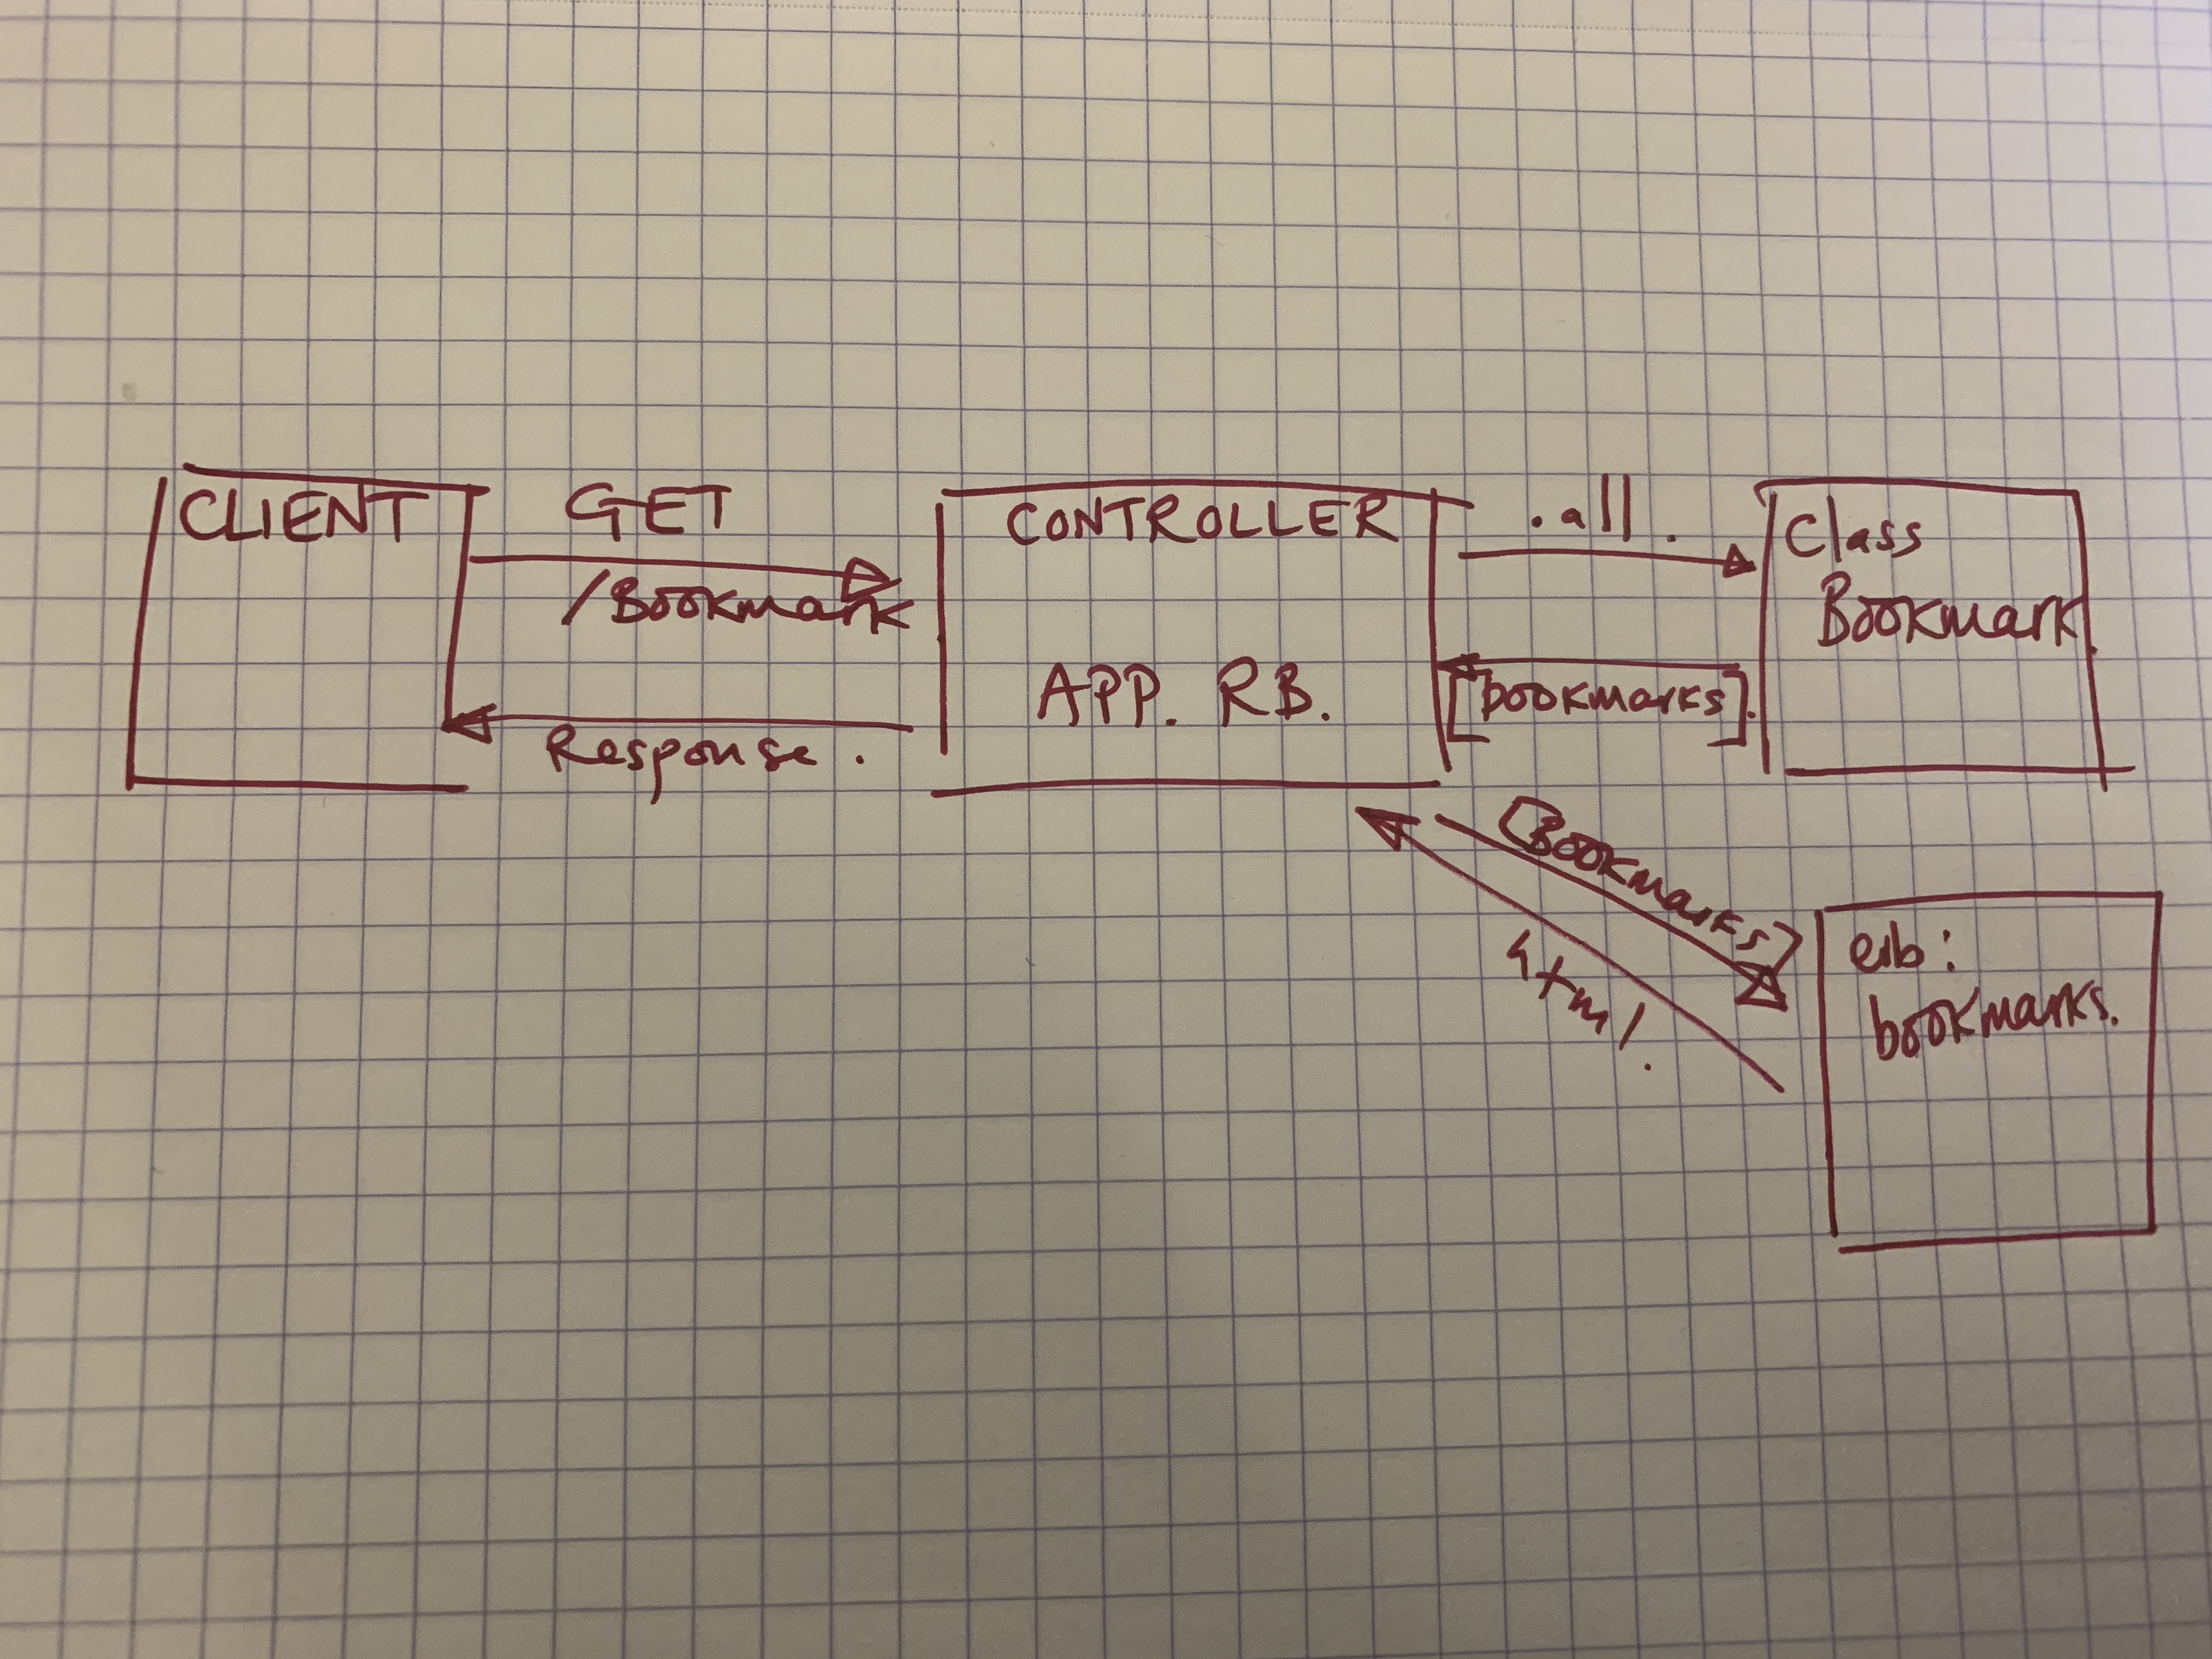 CLIENT
GET
/Bookmark
Response.
CONTROLLER
APP. RB.
.all.
[bookmarks].
Class
Bookmark
[Bookmarks]
html.
erb:
bookmarks.